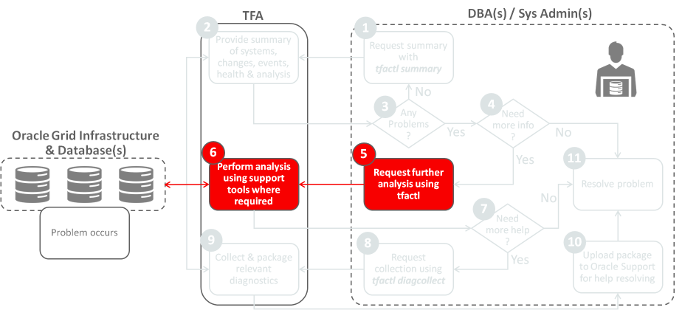 TFA
DBA(s) / Sys Admin(s)
2
Provide summary
of systems,
changes, events,
health & analysis
1
Request summary
with
tfactl summary
No
3
Any
Problems
?
Yes
4
Need
more info
?
No
Yes
Oracle Grid Infrastructure
& Database(s)
Problem occurs
6
Perform analysis
using support
tools where
required
5
Request further
analysis using
tfactl
11
Resolve problem
7
Need
more help
?
No
Yes
9
Collect & package
relevant
diagnostics
8
Request
collection using
tfactl diagcollect
10
Upload package
to Oracle Support
for help resolving